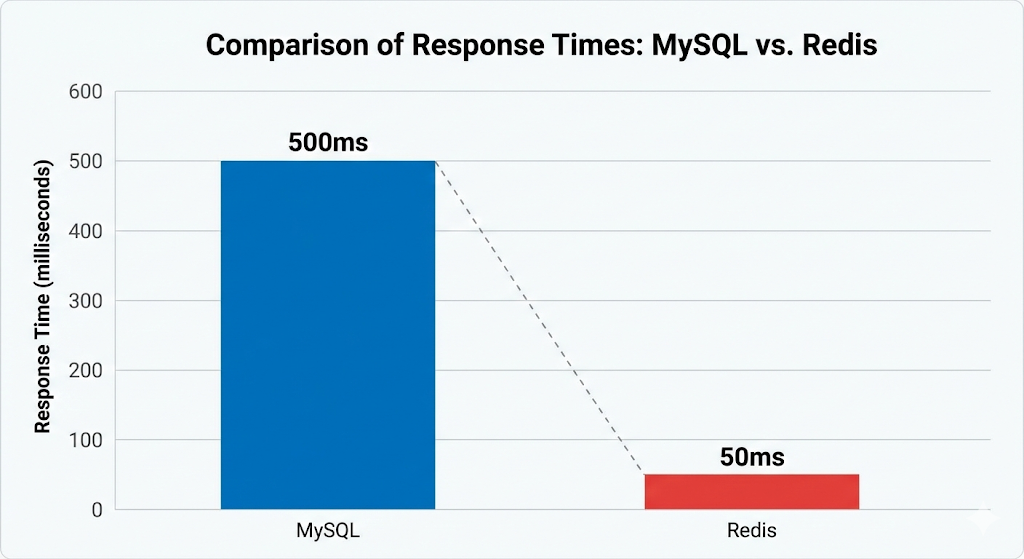 Comparison of Response Times: MySQL vs. Redis
Response Time (milliseconds)
600
500
400
300
200
100
0
500ms
50ms
MySQL
Redis